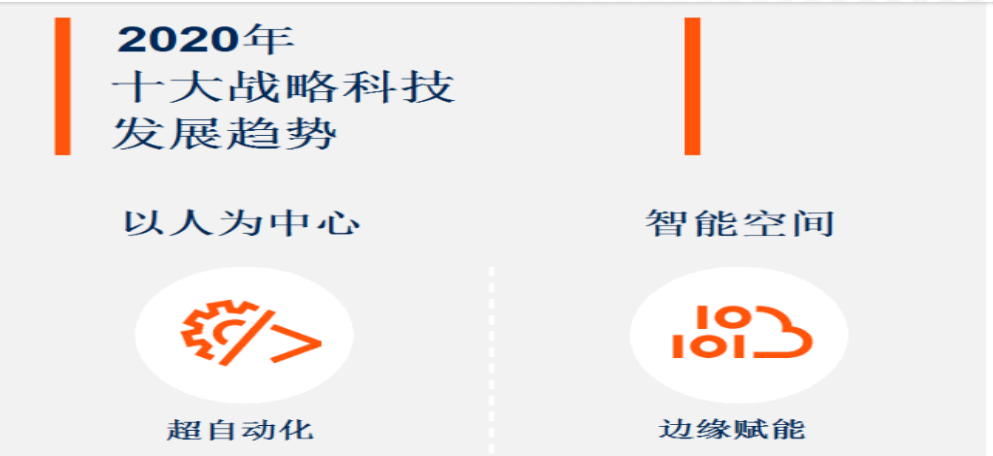 2020年
十大战略科技
发展趋势
以人为中心
智能空间
超自动化
边缘赋能